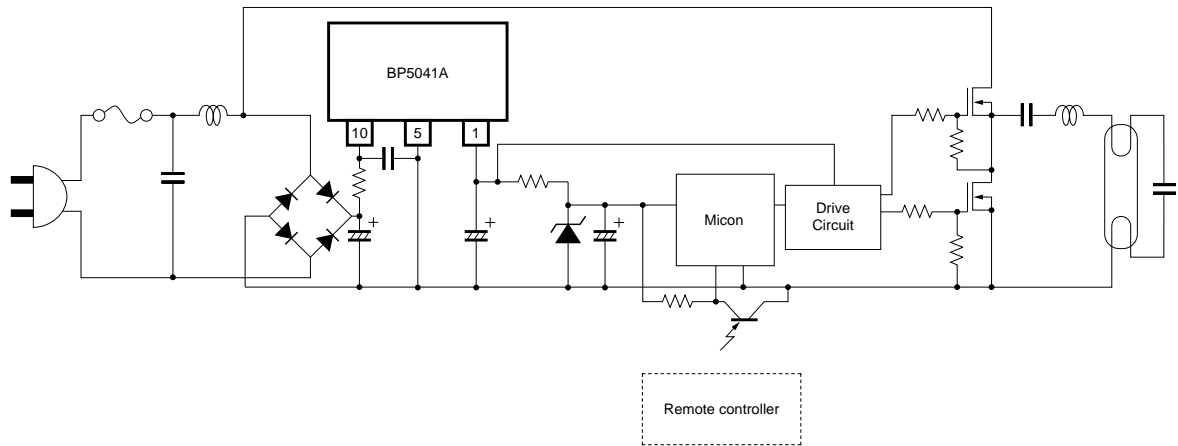 BP5041A
10
5
1
+
+
+
Micon
Drive
Circuit
Remote controller